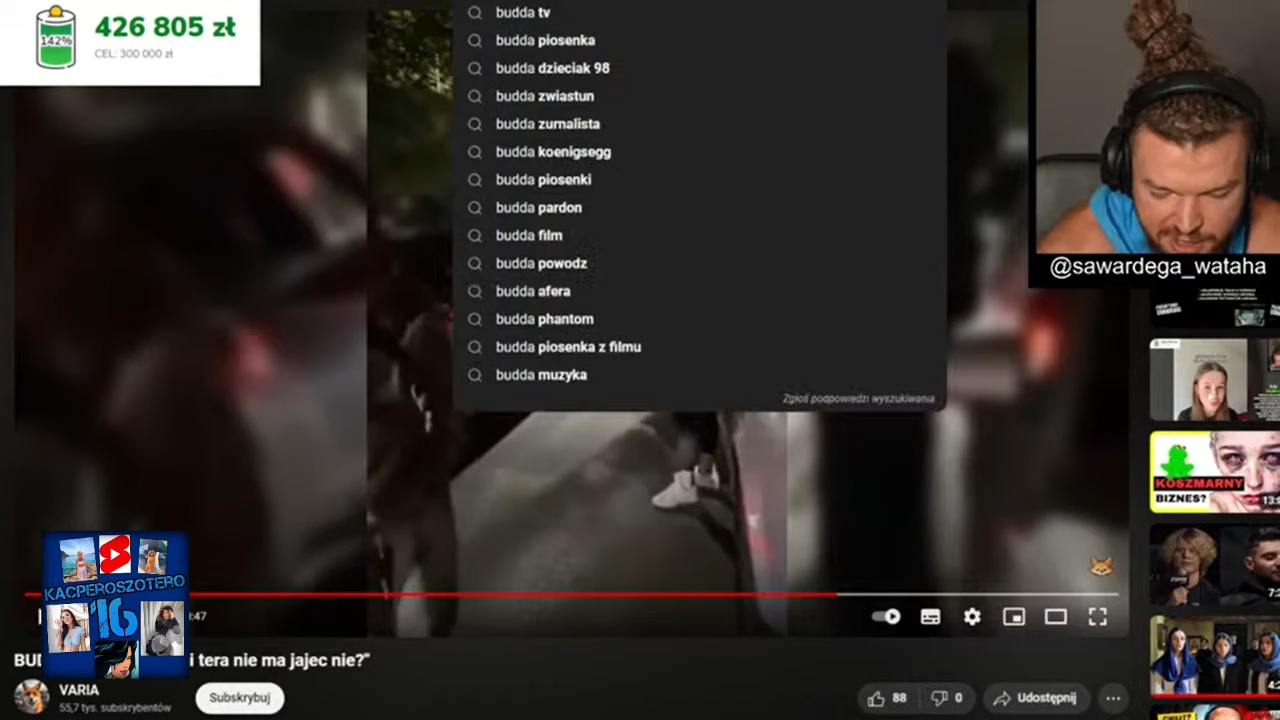 426 805 zł
142%
CEL: 300 000 zł
budda tv
budda piosenka
budda dzieciak 98
budda zwiastun
budda zurnalista
budda koenigsegg
budda piosenki
budda pardon
budda film
budda powodz
budda afera
budda phantom
budda piosenka z filmu
budda muzyka
Zgłoś podpowiedzi wyszukiwania
@sawardega_wataha
KOSZMARNY
BIZNES?
KACPEROSZOTERO
16
:47
i tera nie ma jajec nie?"
VARIA
55,7 tys. subskrybentów
Subskrybuj
88
0
Udostępnij